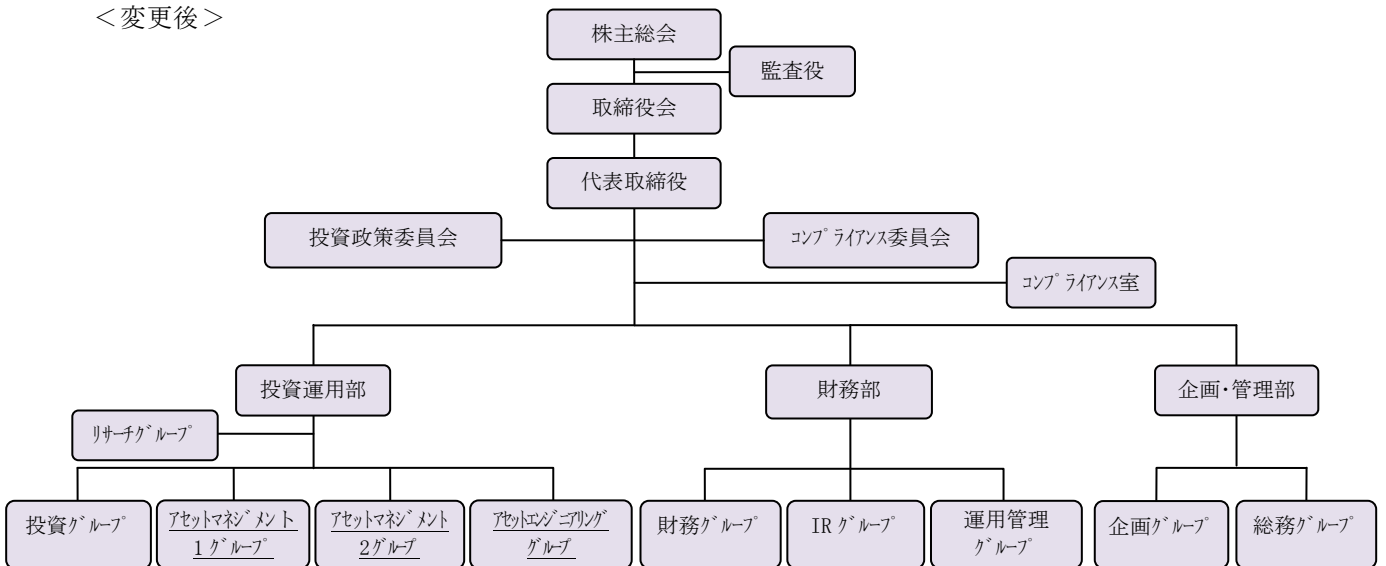 ＜変更後＞
株主総会
監査役
取締役会
代表取締役
投資政策委員会
ｺﾝﾌﾟﾗｲｱﾝｽ委員会
ｺﾝﾌﾟﾗｲｱﾝｽ室
投資運用部
財務部
企画・管理部
ﾘｻｰﾁｸﾞﾙｰﾌﾟ
投資ｸﾞﾙｰﾌﾟ
ｱｾｯﾄﾏﾈｼﾞﾒﾝﾄ
1ｸﾞﾙｰﾌﾟ
ｱｾｯﾄﾏﾈｼﾞﾒﾝﾄ
2ｸﾞﾙｰﾌﾟ
ｱｾｯﾄｴﾝｼﾞﾆｱﾘﾝｸﾞ
ｸﾞﾙｰﾌﾟ
財務ｸﾞﾙｰﾌﾟ
IRｸﾞﾙｰﾌﾟ
運用管理
ｸﾞﾙｰﾌﾟ
企画ｸﾞﾙｰﾌﾟ
総務ｸﾞﾙｰﾌﾟ